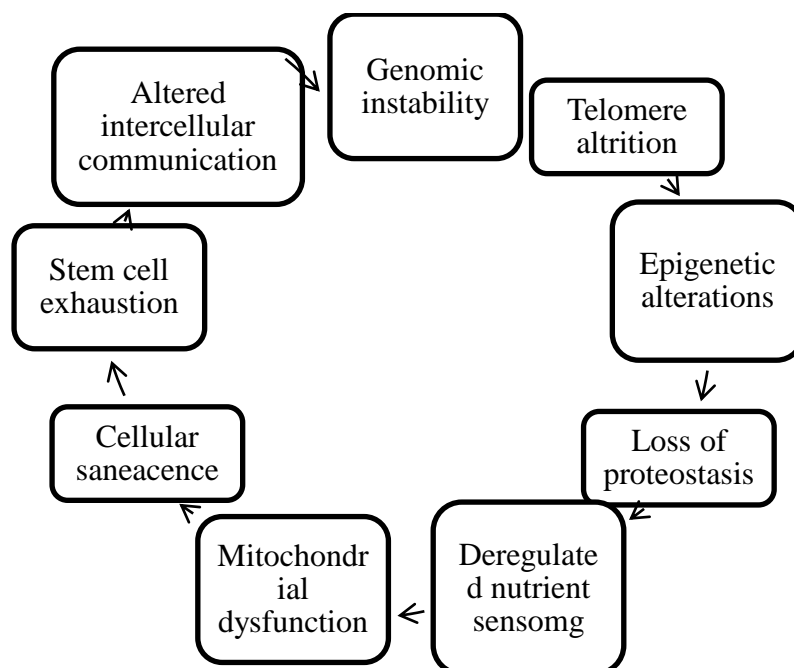 Genomic
instability
Telomere
altrition
Epigenetic
alterations
Loss of
proteostasis
Deregulate
d nutrient
sensomg
Mitochondr
ial
dysfunction
Cellular
saneacence
Stem cell
exhaustion
Altered
intercellular
communication